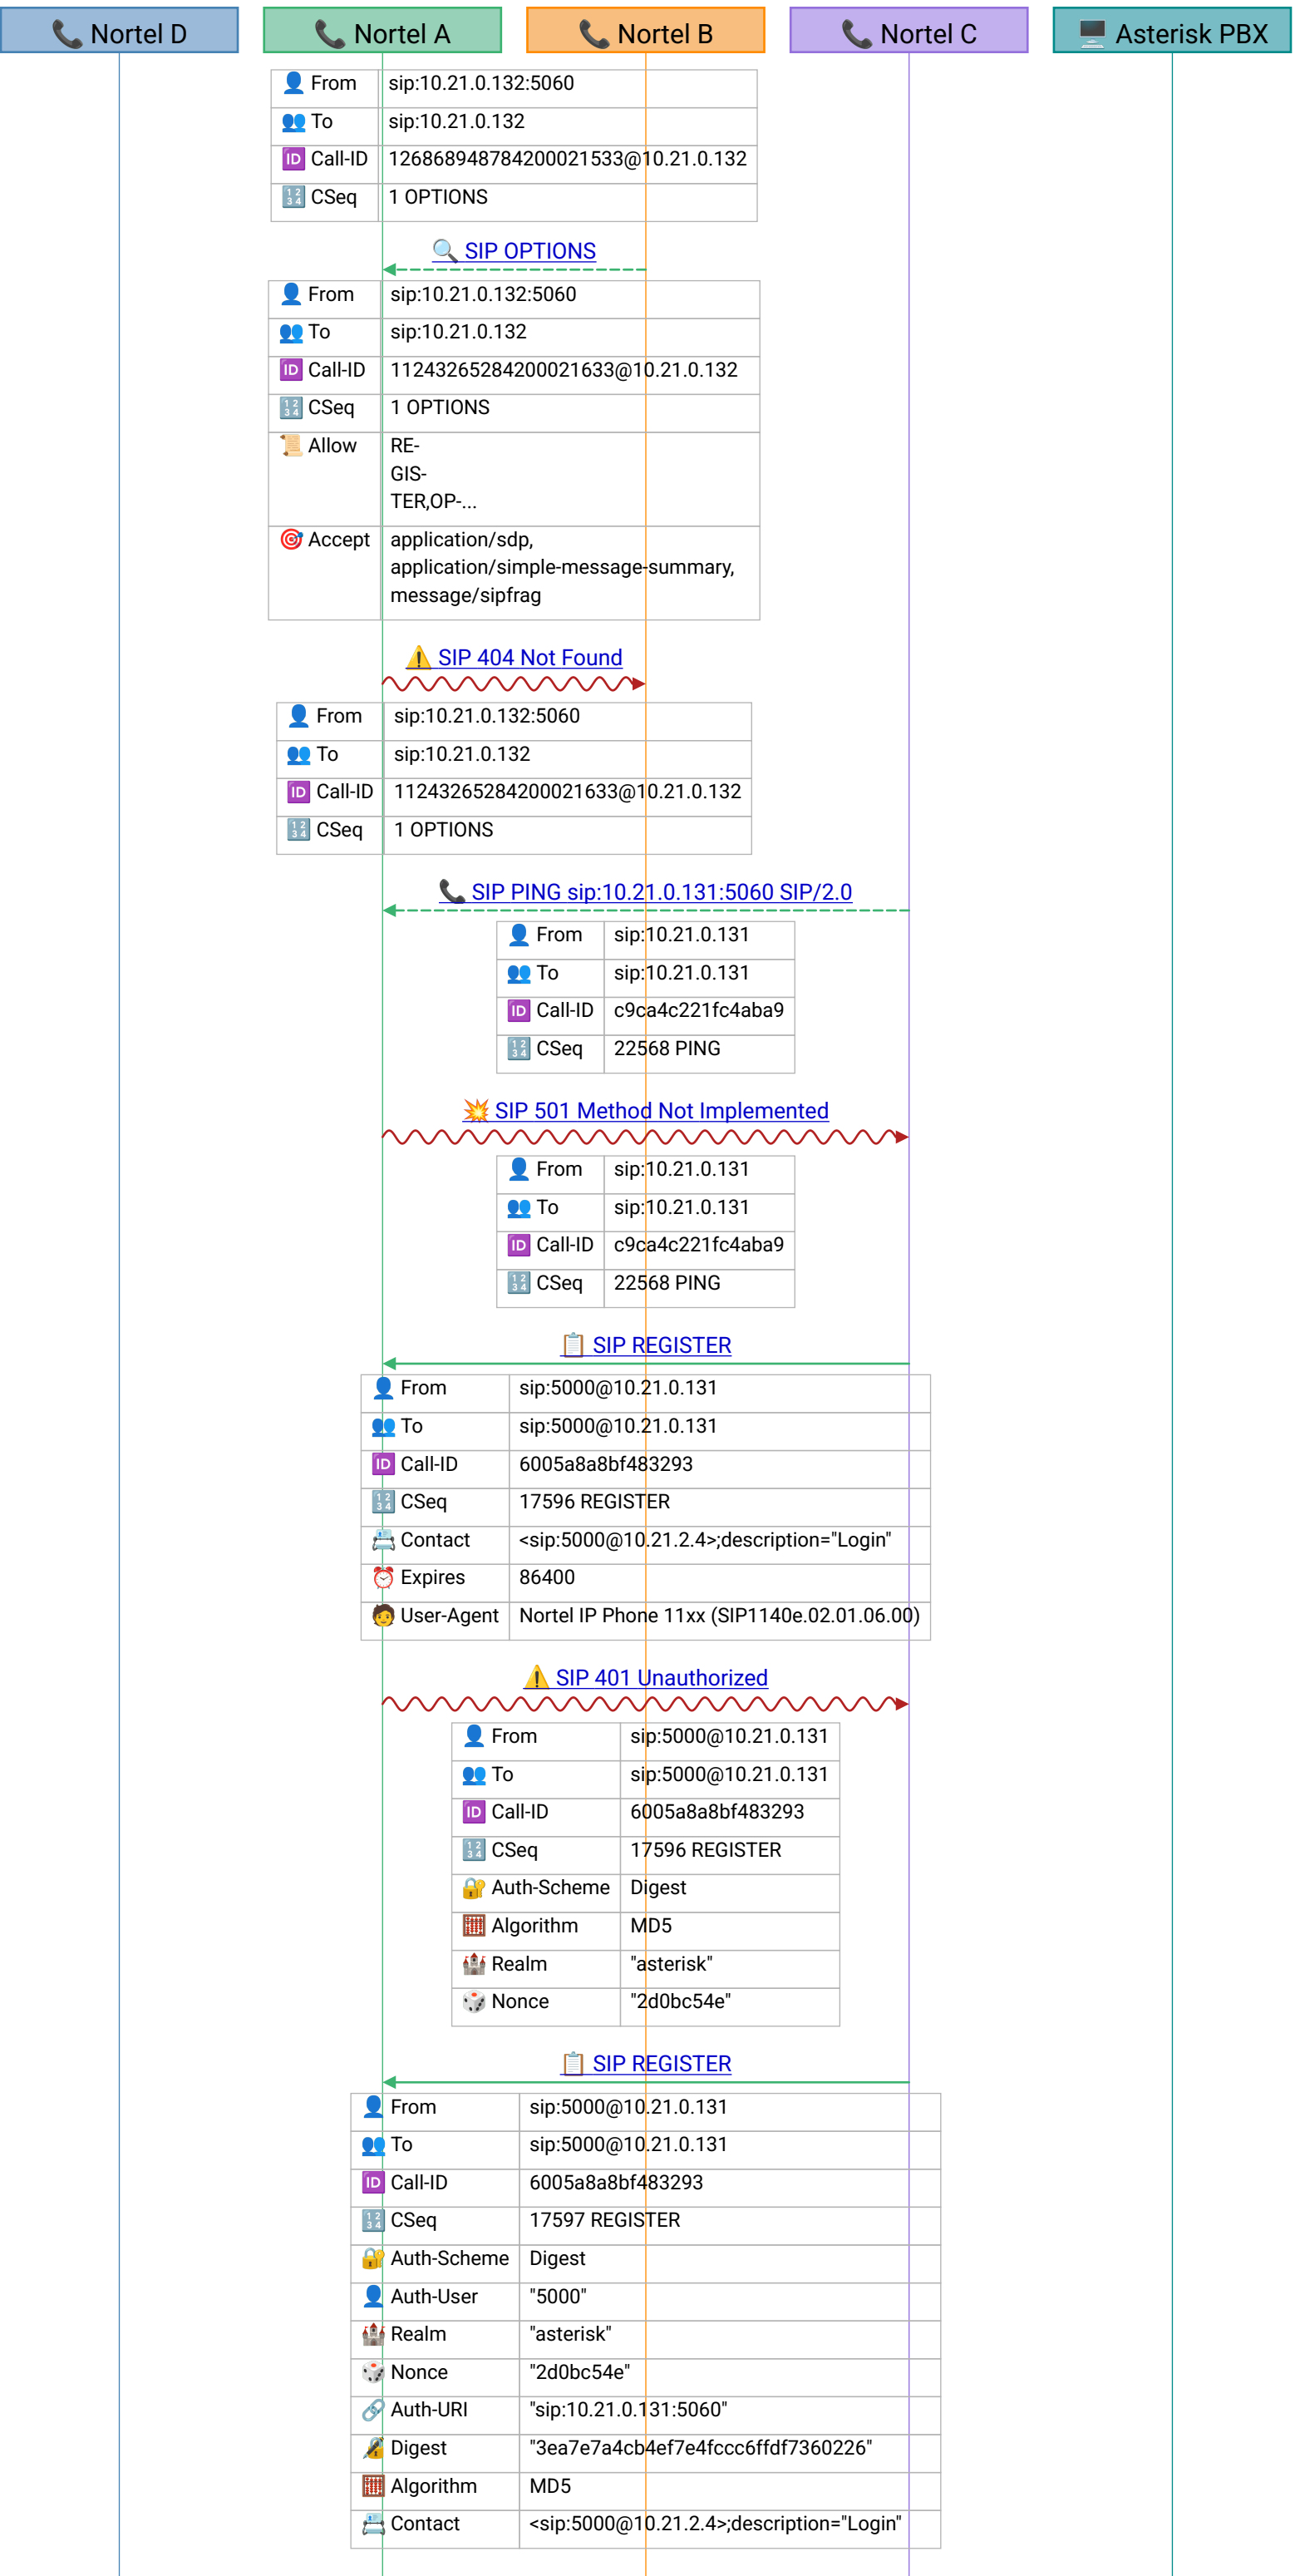 Nortel D
Nortel A
Nortel B
Nortel C
Asterisk PBX
From sip:10.21.0.132:5060
To sip:10.21.0.132
Call-ID 126868948784200021533@10.21.0.132
CSeq 1 OPTIONS
SIP OPTIONS
From sip:10.21.0.132:5060
To sip:10.21.0.132
Call-ID 11243265284200021633@10.21.0.132
CSeq 1 OPTIONS
Allow RE-
GIS-
TER,OP-...
Accept application/sdp,
application/simple-message-summary,
message/sipfrag
SIP 404 Not Found
From sip:10.21.0.132:5060
To sip:10.21.0.132
Call-ID 11243265284200021633@10.21.0.132
CSeq 1 OPTIONS
SIP PING sip:10.21.0.131:5060 SIP/2.0
From sip:10.21.0.131
To sip:10.21.0.131
Call-ID c9ca4c221fc4aba9
CSeq 22568 PING
SIP 501 Method Not Implemented
From sip:10.21.0.131
To sip:10.21.0.131
Call-ID c9ca4c221fc4aba9
CSeq 22568 PING
SIP REGISTER
From sip:5000@10.21.0.131
To sip:5000@10.21.0.131
Call-ID 6005a8a8bf483293
CSeq 17596 REGISTER
Contact <sip:5000@10.21.2.4>;description="Login"
Expires 86400
User-Agent Nortel IP Phone 11xx (SIP1140e.02.01.06.00)
SIP 401 Unauthorized
From sip:5000@10.21.0.131
To sip:5000@10.21.0.131
Call-ID 6005a8a8bf483293
CSeq 17596 REGISTER
Auth-Scheme Digest
Algorithm MD5
Realm "asterisk"
Nonce "2d0bc54e"
SIP REGISTER
From sip:5000@10.21.0.131
To sip:5000@10.21.0.131
Call-ID 6005a8a8bf483293
CSeq 17597 REGISTER
Auth-Scheme Digest
Auth-User "5000"
Realm "asterisk"
Nonce "2d0bc54e"
Auth-URI "sip:10.21.0.131:5060"
Digest "3ea7e7a4cb4ef7e4fccc6ffdf7360226"
Algorithm MD5
Contact <sip:5000@10.21.2.4>;description="Login"